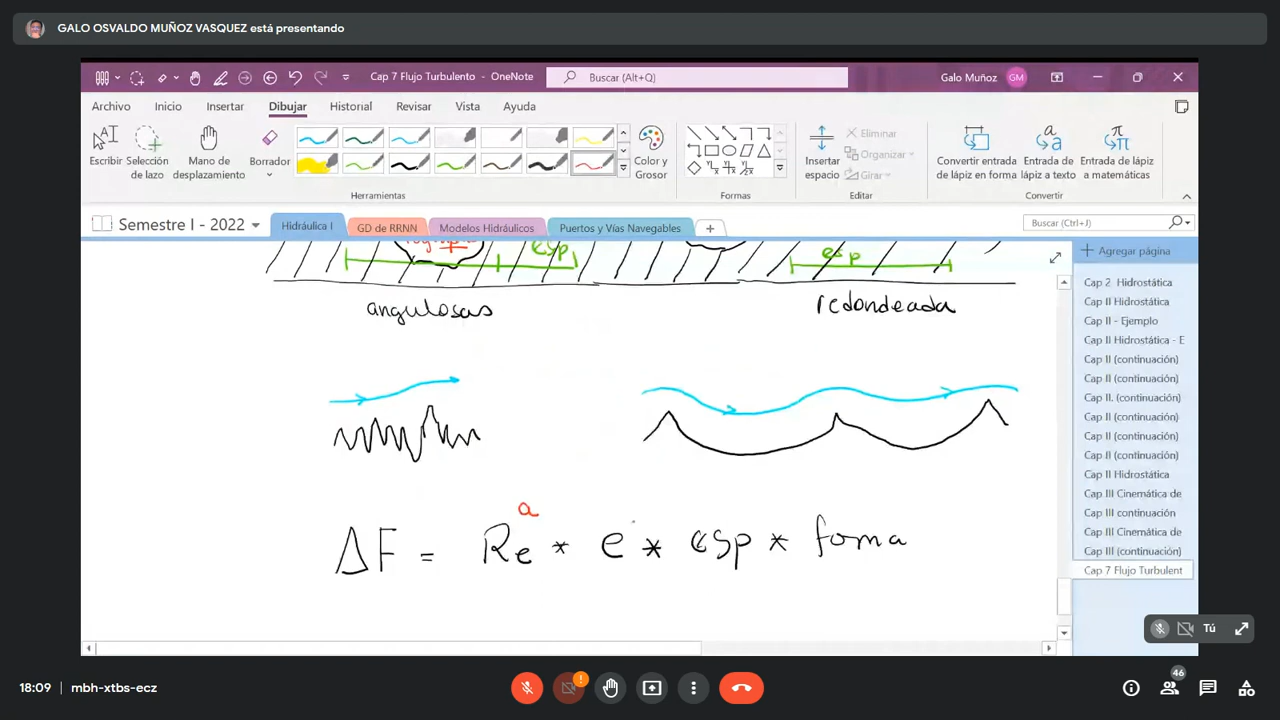 GALO OSVALDO MUÑOZ VASQUEZ está presentando
Cap 7 Flujo Turbulento - OneNote
Buscar (Alt+Q)
Galo Muñoz GM
Archivo Inicio Insertar Dibujar Historial Revisar Vista Ayuda
Escribir Selección de lazo Mano de desplazamiento Borrador
Color y Grosor
Insertar espacio
Eliminar
Organizar
Girar
Convertir entrada de lápiz en forma
Entrada de lápiz a texto
Entrada de lápiz a matemáticas
Herramientas Formas Editar Convertir
Semestre I - 2022
Hidráulica I GD de RRNN Modelos Hidráulicos Puertos y Vías Navegables
Buscar (Ctrl+J)
Agregar página
esp esp
angulosas redondeada
a
ΔF = Re * e * esp * foma
Cap 2. Hidrostática
Cap II Hidrostática
Cap II - Ejemplo
Cap II Hidrostática - E
Cap II (continuación)
Cap II (continuación)
Cap II. (continuación)
Cap II (continuación)
Cap II (continuación)
Cap II (continuación)
Cap II Hidrostática
Cap III Cinemática de
Cap III continuación
Cap III Cinemática de
Cap III (continuación)
Cap 7 Flujo Turbulent
Tú
18:09 mbh-xtbs-ecz
46